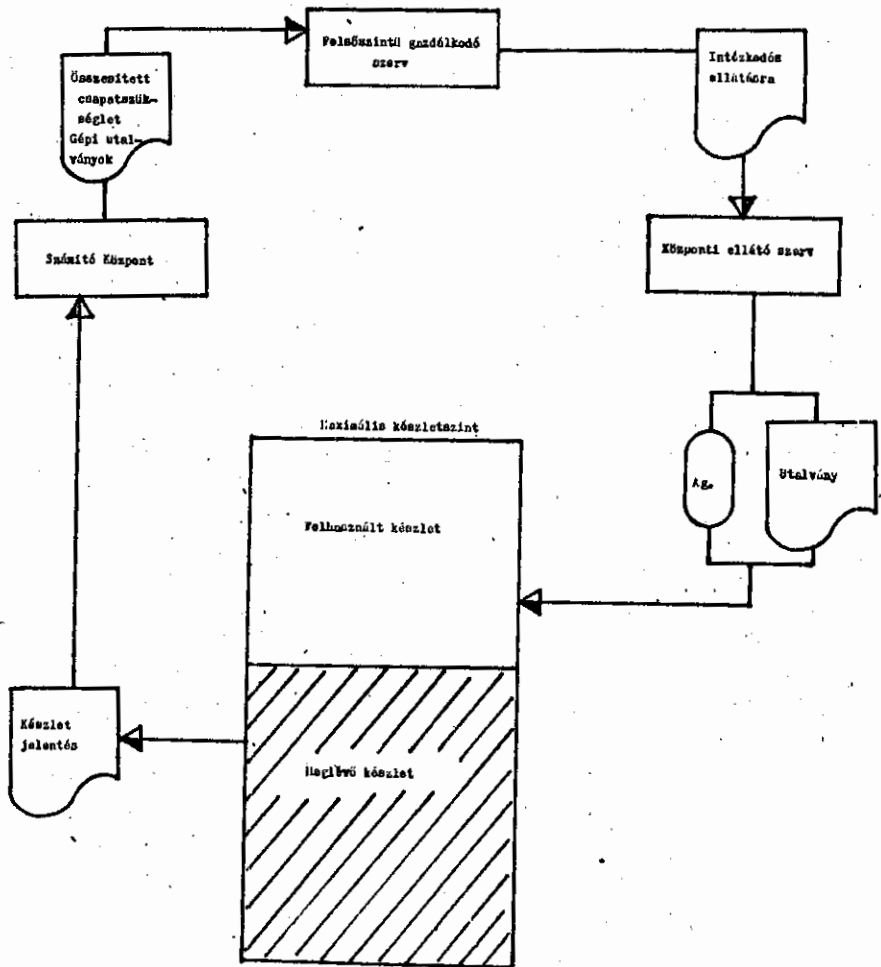 Felsőszintű gazdálkodó
szerv
Összesített
csapatszük-
séglet
Gépi utal-
ványok
Intézkedés
ellátásra
Számító Központ
Központi ellátó szerv
Maximális készletszint
Felhasznált készlet
Ag.
Utalvány
Készlet
jelentés
Meglévő készlet